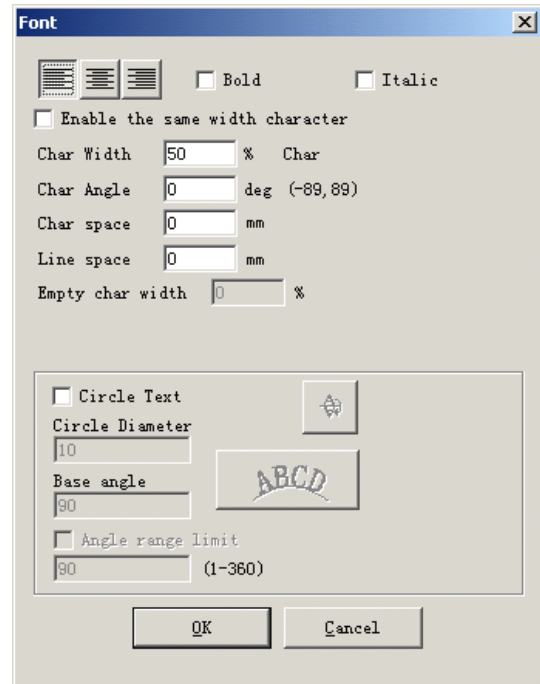 Font
Bold Italic
Enable the same width character
Char Width 50 % Char
Char Angle 0 deg (-89,89)
Char space 0 mm
Line space 0 mm
Empty char width 0 %
Circle Text
Circle Diameter
10
Base angle
90
ABCD
Angle range limit
90 (1-360)
OK Cancel